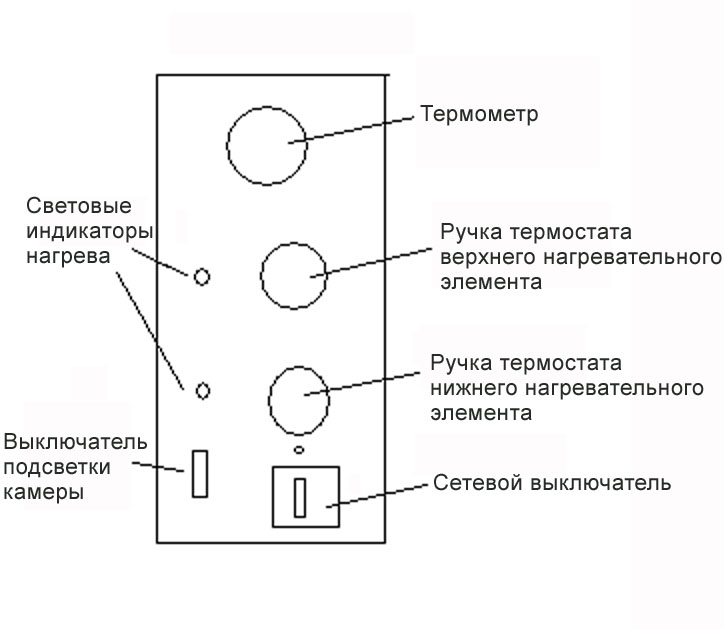 Термометр
Световые
индикаторы
нагрева
Ручка термостата
верхнего нагревательного
элемента
Ручка термостата
нижнего нагревательного
элемента
Выключатель
подсветки
камеры
Сетевой выключатель